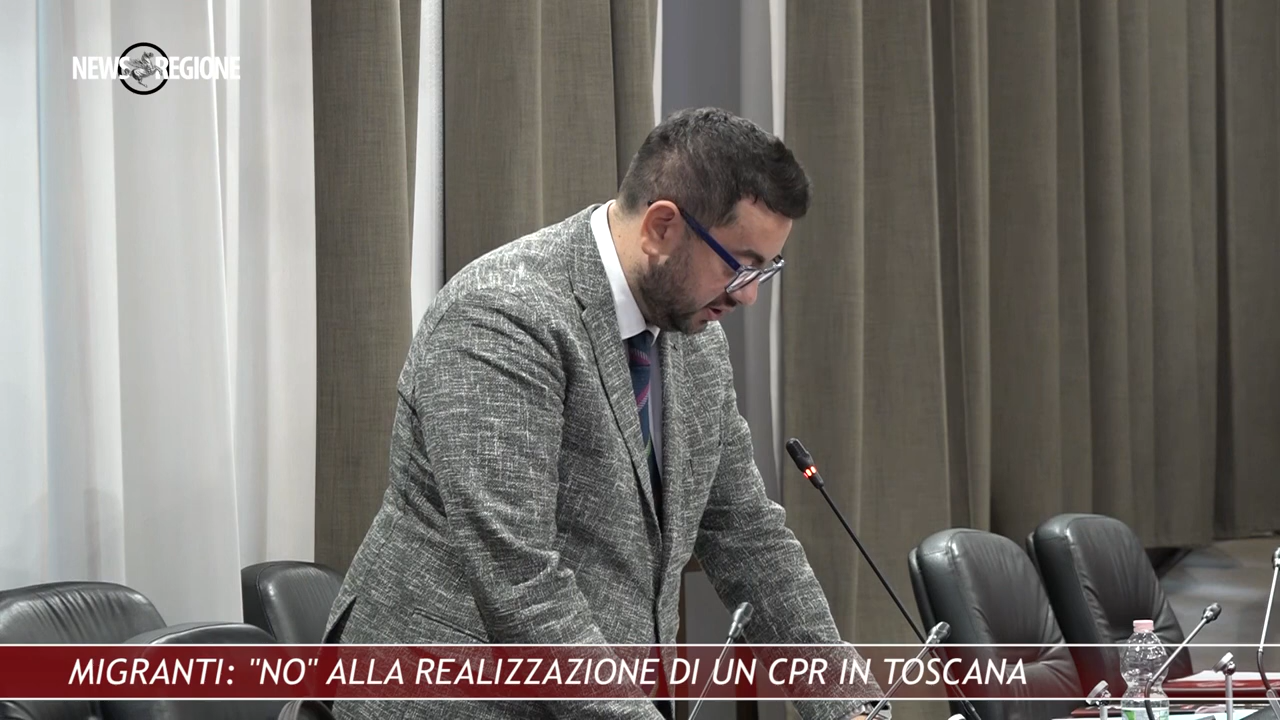 NEWS REGIONE
MIGRANTI: "NO" ALLA REALIZZAZIONE DI UN CPR IN TOSCANA